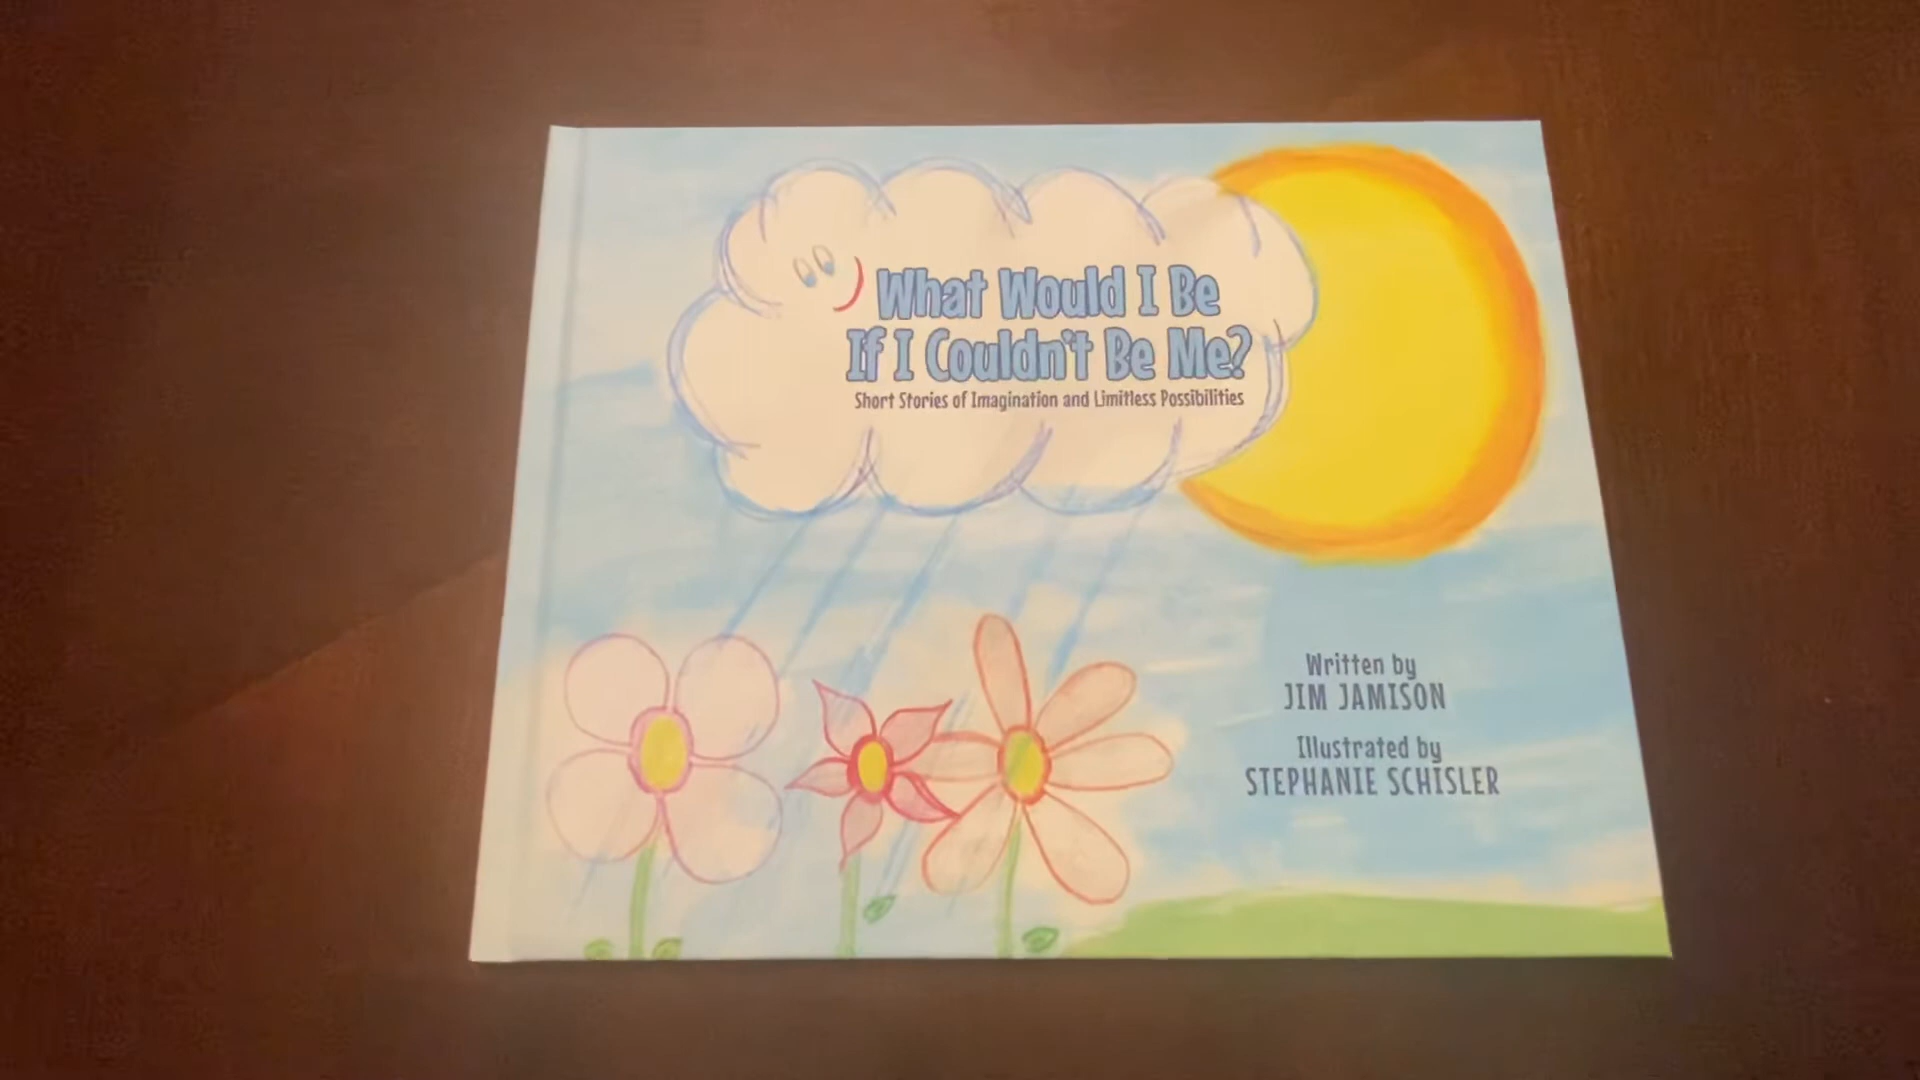 What Would I Be
If I Couldn't Be Me?
Short Stories of Imagination and Limitless Possibilities
Written by
JIM JAMISON
Illustrated by
STEPHANIE SCHISLER